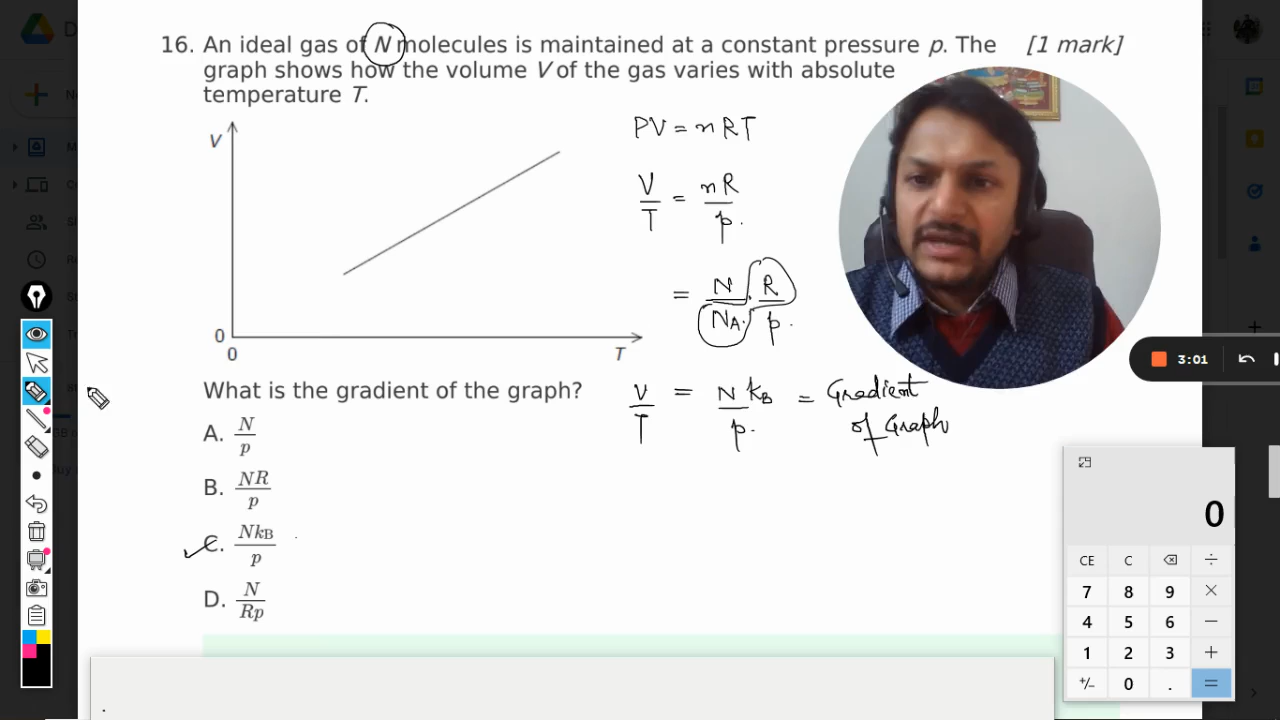 16. An ideal gas of N molecules is maintained at a constant pressure p. The [1 mark]
graph shows how the volume V of the gas varies with absolute
temperature T.
V
0
0
T
PV = nRT
V/T = nR/p.
= N/NA. R/p.
V/T = N kB/p. = Gradient
of Graph
What is the gradient of the graph?
A. N/p
B. NR/p
C. NkB/p
D. N/Rp
3:01
0
CE C ÷
7 8 9 ×
4 5 6 −
1 2 3 +
+/− 0 . =